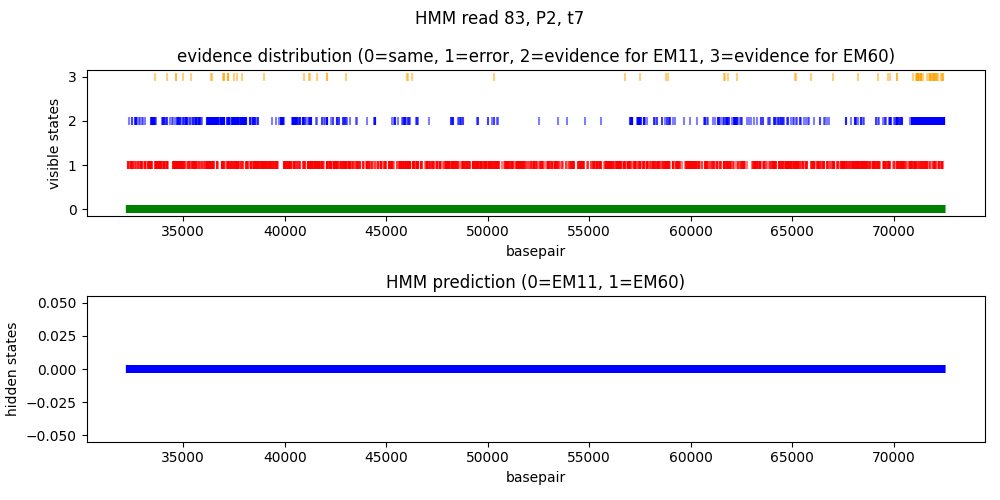 HMM read 83, P2, t7
evidence distribution (0=same, 1=error, 2=evidence for EM11, 3=evidence for EM60)
visible states
3
2
1
0
35000 40000 45000 50000 55000 60000 65000 70000
basepair
HMM prediction (0=EM11, 1=EM60)
hidden states
0.050
0.025
0.000
-0.025
-0.050
35000 40000 45000 50000 55000 60000 65000 70000
basepair